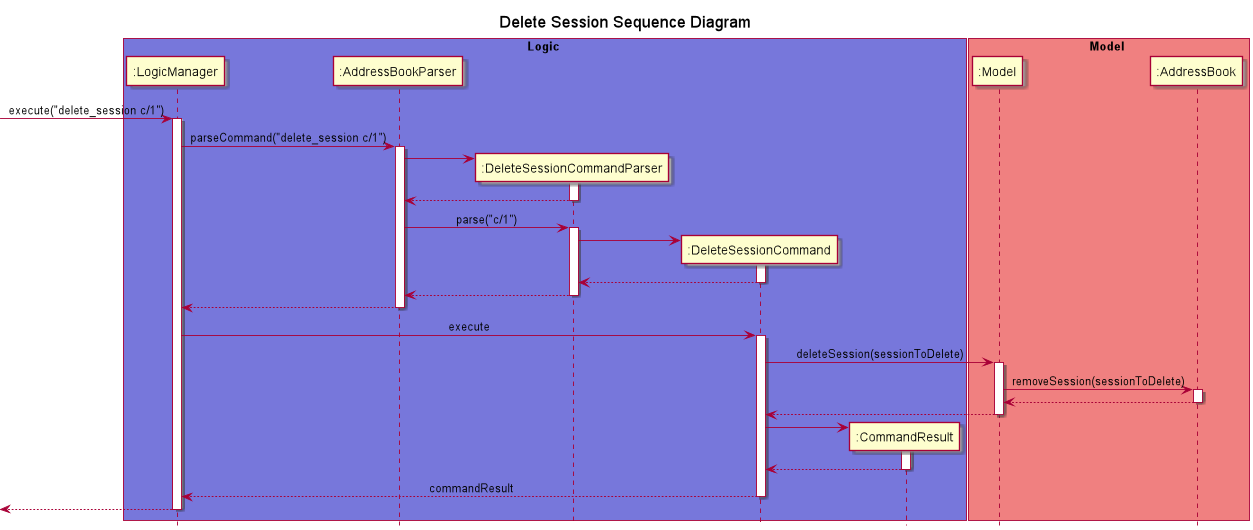 Delete Session Sequence Diagram
Logic
Model
:LogicManager
:AddressBookParser
:Model
:AddressBook
execute("delete_session c/1")
parseCommand("delete_session c/1")
:DeleteSessionCommandParser
parse("c/1")
:DeleteSessionCommand
execute
deleteSession(sessionToDelete)
removeSession(sessionToDelete)
:CommandResult
commandResult